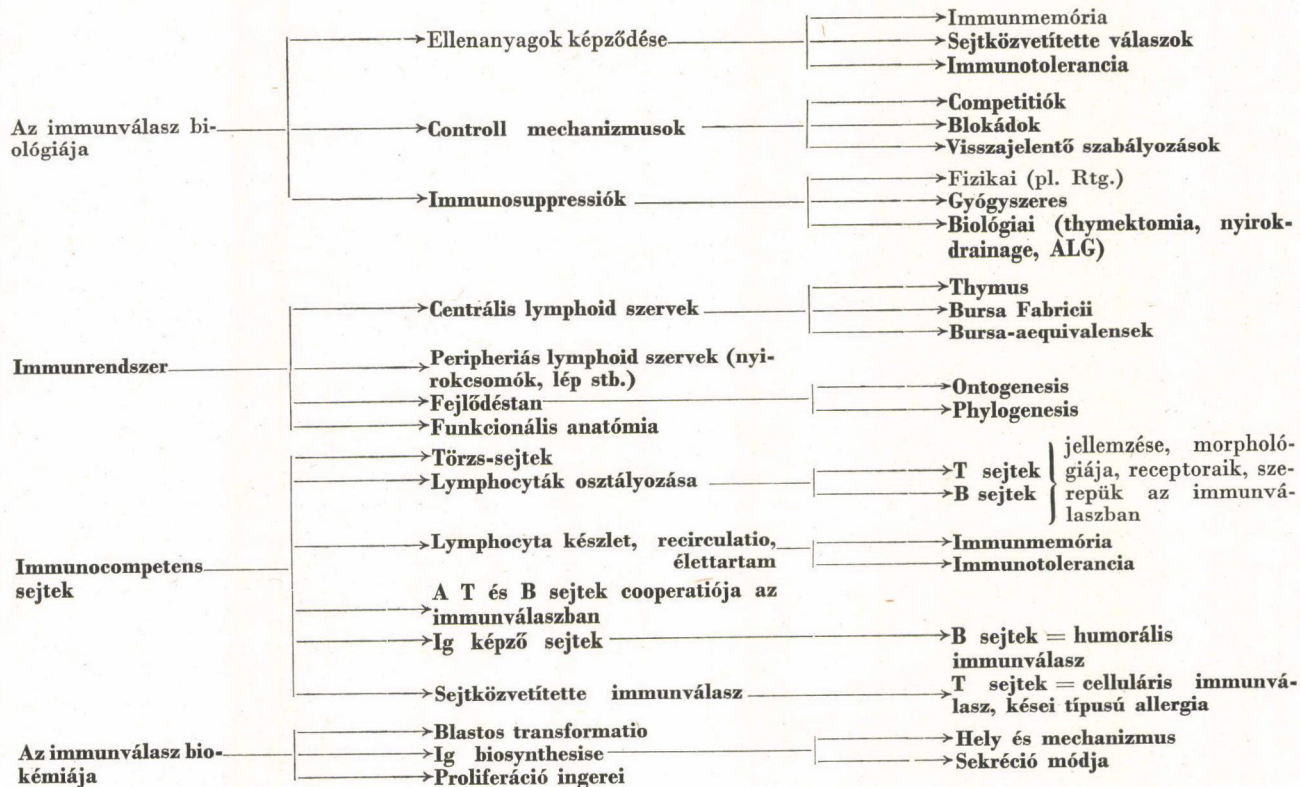 Az immunválasz bi-
ológiája
Ellenanyagok képződése
Immunmemória
Sejtközvetítette válaszok
Immunotolerancia
Controll mechanizmusok
Competitiók
Blokádok
Visszajelentő szabályozások
Immunosuppressiók
Fizikai (pl. Rtg.)
Gyógyszeres
Biológiai (thymektomia, nyirok-
drainage, ALG)
Immunrendszer
Centrális lymphoid szervek
Thymus
Bursa Fabricii
Bursa-aequivalensek
Peripheriás lymphoid szervek (nyi-
rokcsomók, lép stb.)
Fejlődéstan
Ontogenesis
Phylogenesis
Funkcionális anatómia
Immunocompetens
sejtek
Törzs-sejtek
Lymphocyták osztályozása
T sejtek
B sejtek
jellemzése, morpholó-
giája, receptoraik, sze-
repük az immunvá-
laszban
Lymphocyta készlet, recirculatio,
élettartam
Immunmemória
Immunotolerancia
A T és B sejtek cooperatiója az
immunválaszban
Ig képző sejtek
B sejtek = humorális
immunválasz
Sejtközvetítette immunválasz
T sejtek = celluláris immunvá-
lasz, kései típusú allergia
Az immunválasz bio-
kémiája
Blastos transformatio
Ig biosynthesise
Hely és mechanizmus
Sekréció módja
Proliferáció ingerei